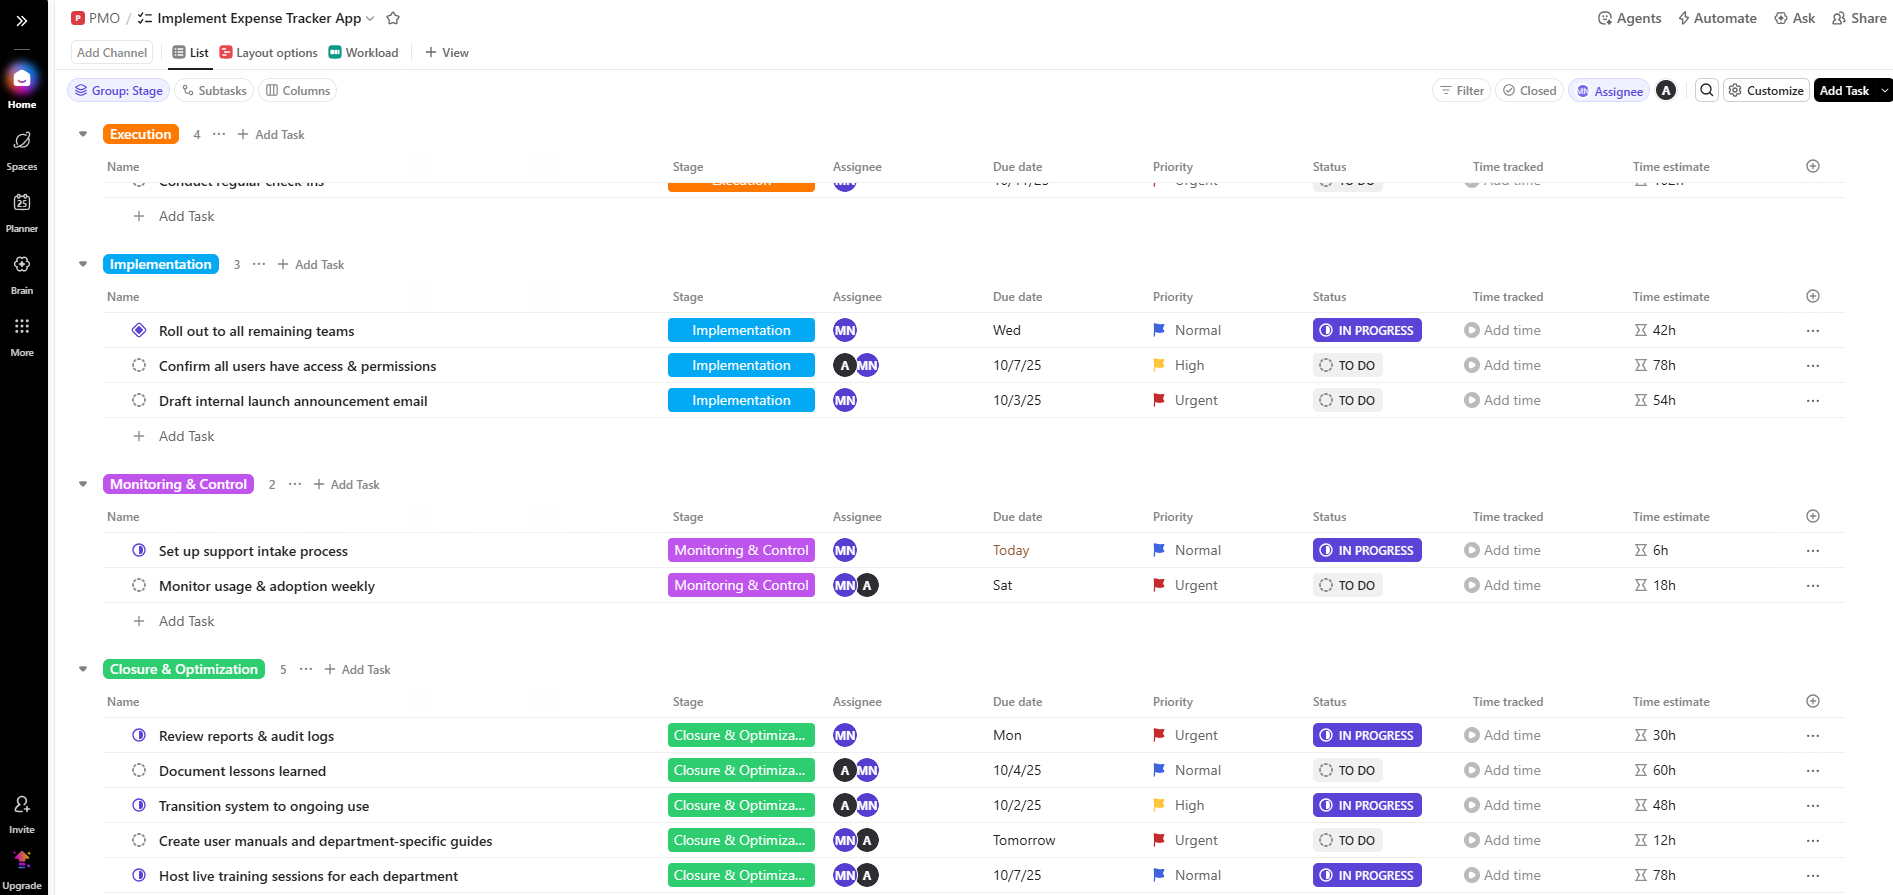 PMO / Implement Expense Tracker App
Agents Automate Ask Share
Add Channel List Layout options Workload + View
Group: Stage Subtasks Columns Filter Closed MN Assignee A Customize Add Task
Home
Spaces
25
Planner
Brain
More
Invite
Upgrade
Execution 4 ... + Add Task
Name Stage Assignee Due date Priority Status Time tracked Time estimate
Conduct regular check-ins Execution MN Urgent TO DO Add time
+ Add Task
Implementation 3 ... + Add Task
Name Stage Assignee Due date Priority Status Time tracked Time estimate
Roll out to all remaining teams Implementation MN Wed Normal IN PROGRESS Add time 42h ...
Confirm all users have access & permissions Implementation A MN 10/7/25 High TO DO Add time 78h ...
Draft internal launch announcement email Implementation MN 10/3/25 Urgent TO DO Add time 54h ...
+ Add Task
Monitoring & Control 2 ... + Add Task
Name Stage Assignee Due date Priority Status Time tracked Time estimate
Set up support intake process Monitoring & Control MN Today Normal IN PROGRESS Add time 6h ...
Monitor usage & adoption weekly Monitoring & Control MN A Sat Urgent TO DO Add time 18h ...
+ Add Task
Closure & Optimization 5 ... + Add Task
Name Stage Assignee Due date Priority Status Time tracked Time estimate
Review reports & audit logs Closure & Optimiza... MN Mon Urgent IN PROGRESS Add time 30h ...
Document lessons learned Closure & Optimiza... A MN 10/4/25 Normal TO DO Add time 60h ...
Transition system to ongoing use Closure & Optimiza... A MN 10/2/25 High IN PROGRESS Add time 48h ...
Create user manuals and department-specific guides Closure & Optimiza... MN A Tomorrow Urgent TO DO Add time 12h ...
Host live training sessions for each department Closure & Optimiza... MN A 10/7/25 Normal IN PROGRESS Add time 78h ...